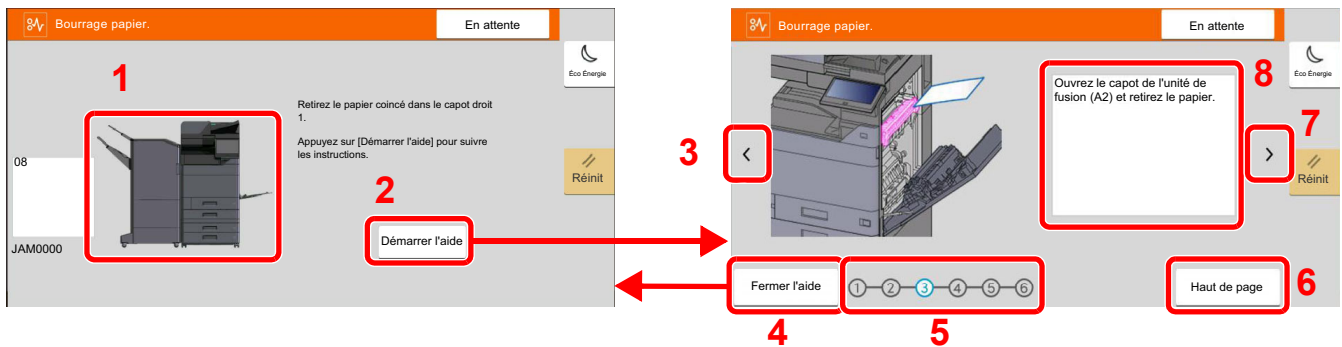 Bourrage papier.
En attente
Éco Énergie
1
Retirez le papier coincé dans le capot droit
1.
Appuyez sur [Démarrer l'aide] pour suivre
les instructions.
08
Réinit
2
Démarrer l'aide
JAM0000
Bourrage papier.
En attente
Éco Énergie
8
Ouvrez le capot de l'unité de
fusion (A2) et retirez le papier.
7
3
<
>
Réinit
Fermer l'aide
1 2 3 4 5 6
Haut de page
6
4
5